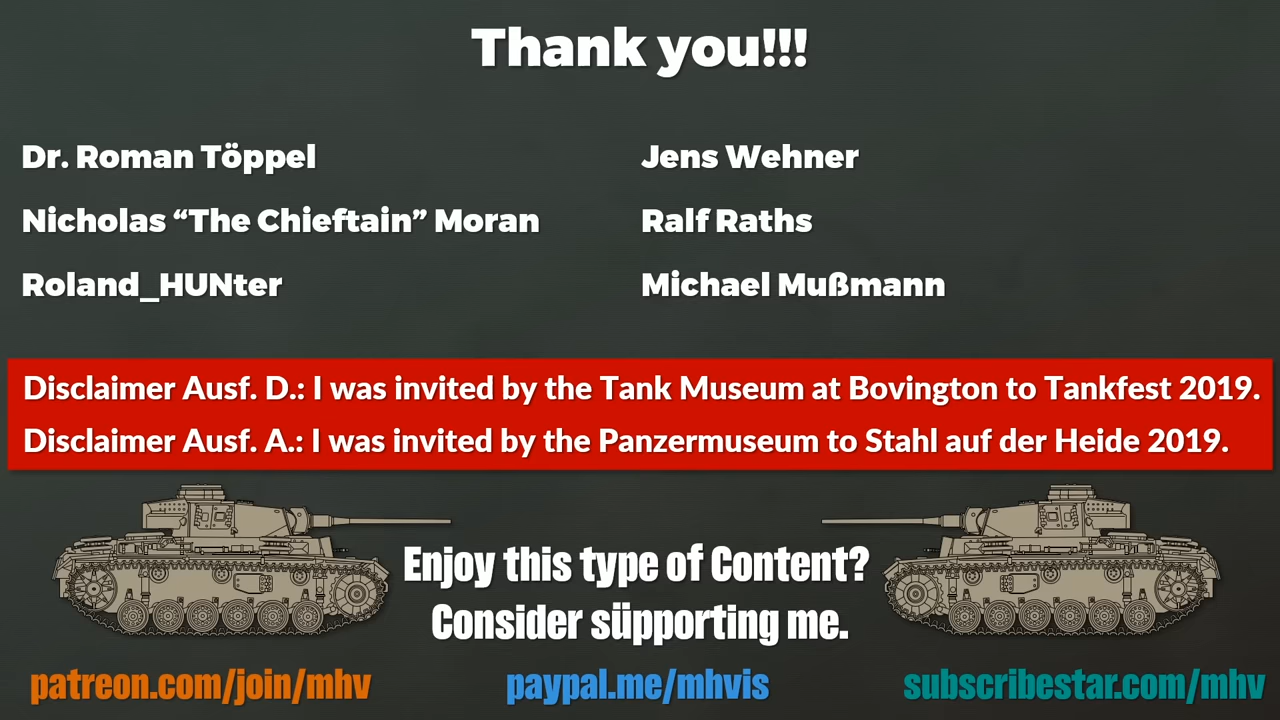 Thank you!!!
Dr. Roman Töppel
Jens Wehner
Nicholas “The Chieftain” Moran
Ralf Raths
Roland_HUNter
Michael Mußmann
Disclaimer Ausf. D.: I was invited by the Tank Museum at Bovington to Tankfest 2019.
Disclaimer Ausf. A.: I was invited by the Panzermuseum to Stahl auf der Heide 2019.
Enjoy this type of Content?
Consider süpporting me.
patreon.com/join/mhv
paypal.me/mhvis
subscribestar.com/mhv